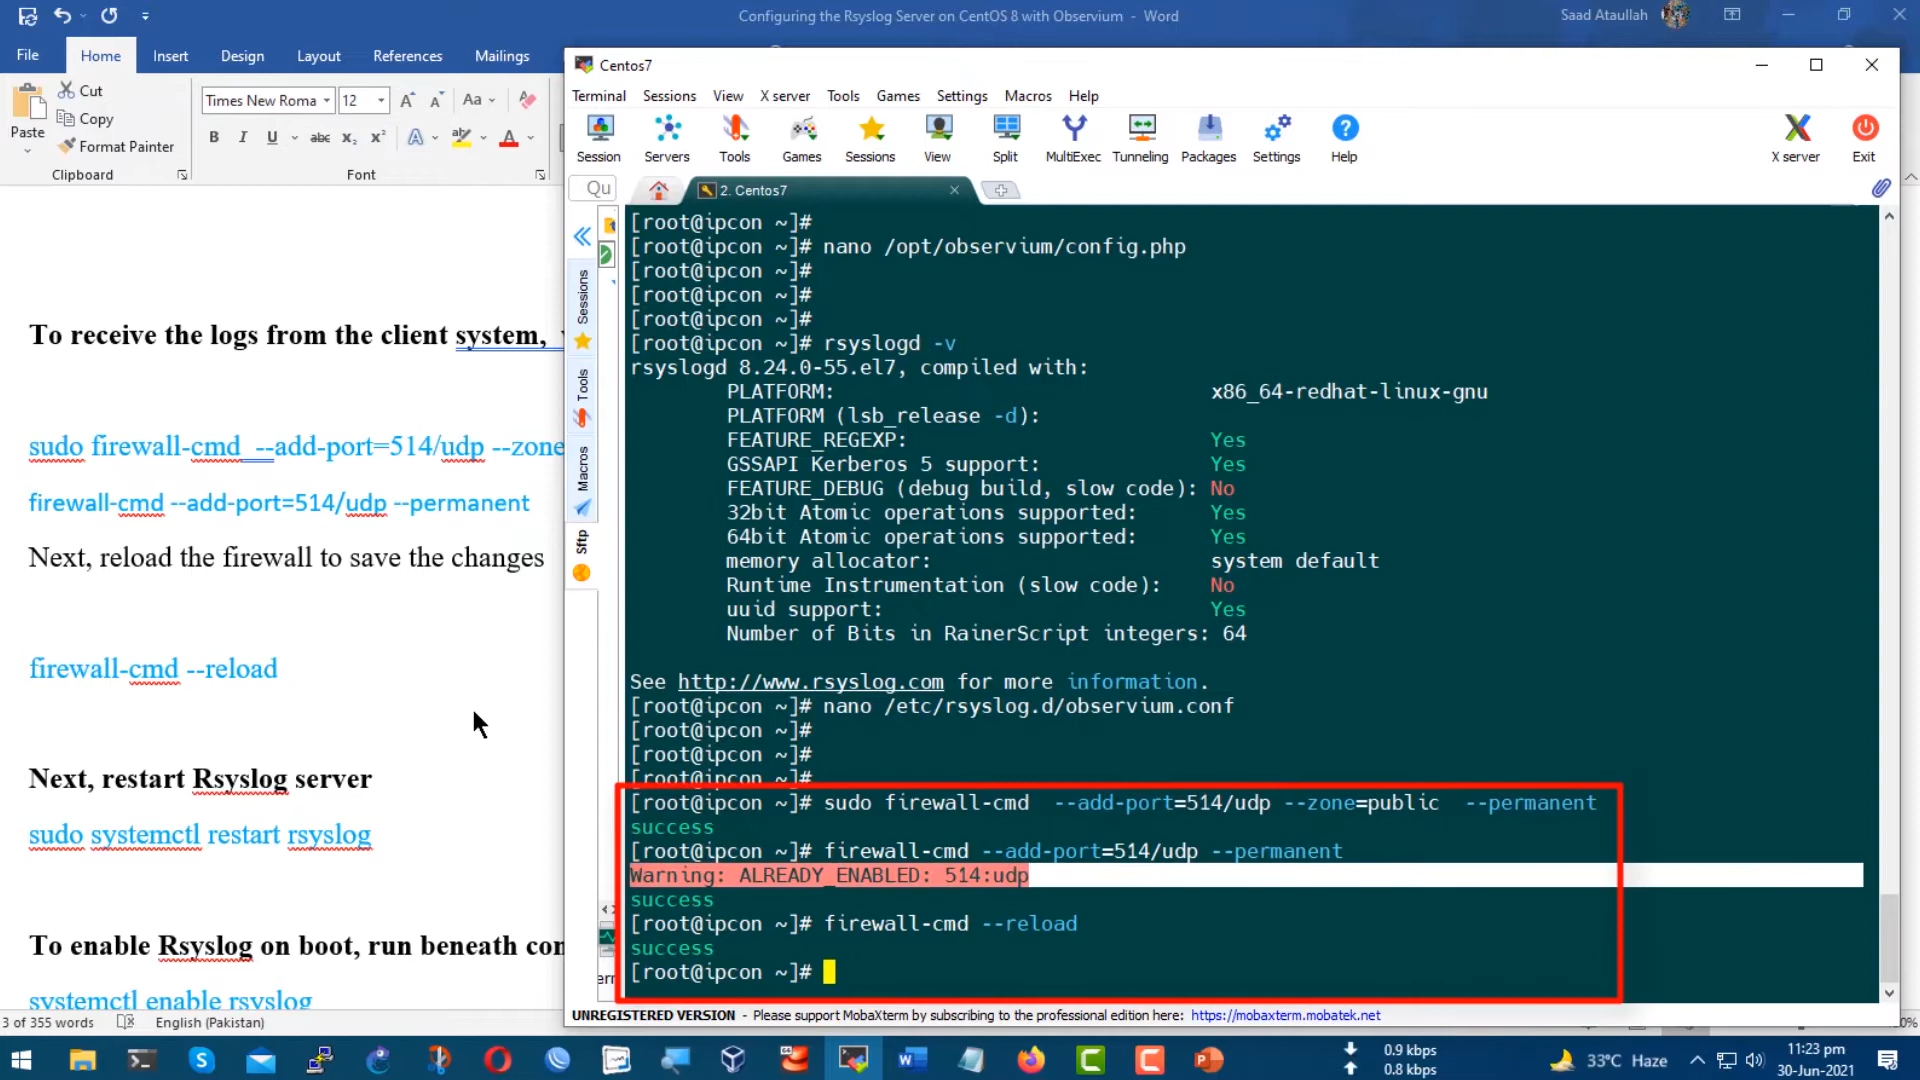 Configuring the Rsyslog Server on CentOS 8 with Observium - Word
Saad Ataullah
File
Home
Insert
Design
Layout
References
Mailings
Paste
Cut
Copy
Format Painter
Clipboard
Times New Roma
12
Aa
B I U abc x₂ x² A A
Font
To receive the logs from the client system,
sudo firewall-cmd --add-port=514/udp --zone
firewall-cmd --add-port=514/udp --permanent
Next, reload the firewall to save the changes
firewall-cmd --reload
Next, restart Rsyslog server
sudo systemctl restart rsyslog
To enable Rsyslog on boot, run beneath con
systemctl enable rsyslog
3 of 355 words
English (Pakistan)
Centos7
Terminal Sessions View X server Tools Games Settings Macros Help
Session Servers Tools Games Sessions View Split MultiExec Tunneling Packages Settings Help
X server Exit
Qu
2. Centos7
Sessions
Tools
Macros
Sftp
[root@ipcon ~]#
[root@ipcon ~]# nano /opt/observium/config.php
[root@ipcon ~]#
[root@ipcon ~]#
[root@ipcon ~]#
[root@ipcon ~]# rsyslogd -v
rsyslogd 8.24.0-55.el7, compiled with:
PLATFORM: x86_64-redhat-linux-gnu
PLATFORM (lsb_release -d):
FEATURE_REGEXP: Yes
GSSAPI Kerberos 5 support: Yes
FEATURE_DEBUG (debug build, slow code): No
32bit Atomic operations supported: Yes
64bit Atomic operations supported: Yes
memory allocator: system default
Runtime Instrumentation (slow code): No
uuid support: Yes
Number of Bits in RainerScript integers: 64
See http://www.rsyslog.com for more information.
[root@ipcon ~]# nano /etc/rsyslog.d/observium.conf
[root@ipcon ~]#
[root@ipcon ~]#
[root@ipcon ~]#
[root@ipcon ~]# sudo firewall-cmd  --add-port=514/udp --zone=public  --permanent
success
[root@ipcon ~]# firewall-cmd --add-port=514/udp --permanent
Warning: ALREADY_ENABLED: 514:udp
success
[root@ipcon ~]# firewall-cmd --reload
success
[root@ipcon ~]#
UNREGISTERED VERSION - Please support MobaXterm by subscribing to the professional edition here: https://mobaxterm.mobatek.net
0.9 kbps
0.8 kbps
33°C Haze
11:23 pm
30-Jun-2021